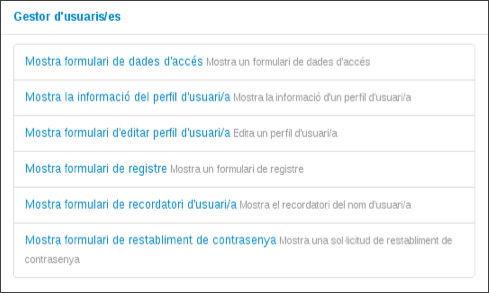 Gestor d'usuaris/es
Mostra formulari de dades d'accés Mostra un formulari de dades d'accés
Mostra la informació del perfil d'usuari/a Mostra la informació d'un perfil d'usuari/a
Mostra formulari d'editar perfil d'usuari/a Edita un perfil d'usuari/a
Mostra formulari de registre Mostra un formulari de registre
Mostra formulari de recordatori d'usuari/a Mostra el recordatori del nom d'usuari/a
Mostra formulari de restabliment de contrasenya Mostra una sol·licitud de restabliment de
contrasenya